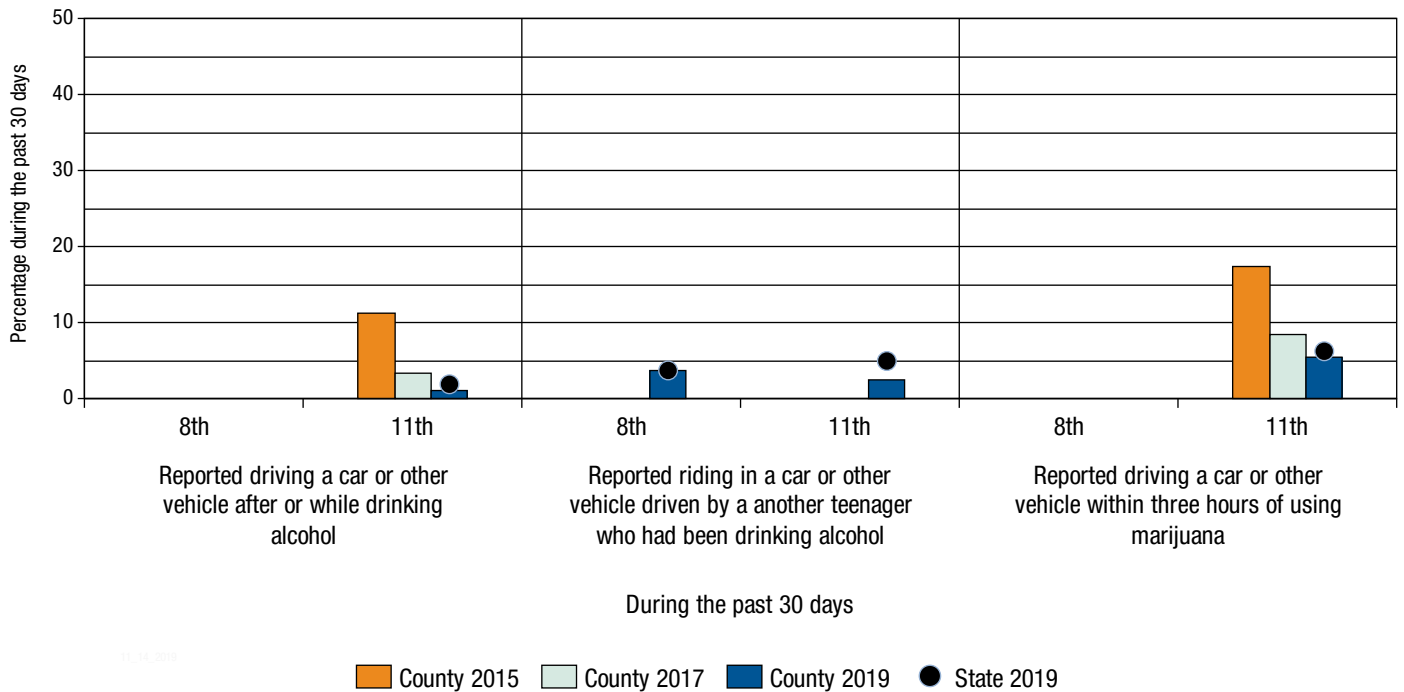 Percentage during the past 30 days
50
40
30
20
10
0
8th
11th
8th
11th
8th
11th
Reported driving a car or other
vehicle after or while drinking
alcohol
Reported riding in a car or other
vehicle driven by a another teenager
who had been drinking alcohol
Reported driving a car or other
vehicle within three hours of using
marijuana
During the past 30 days
County 2015
County 2017
County 2019
State 2019